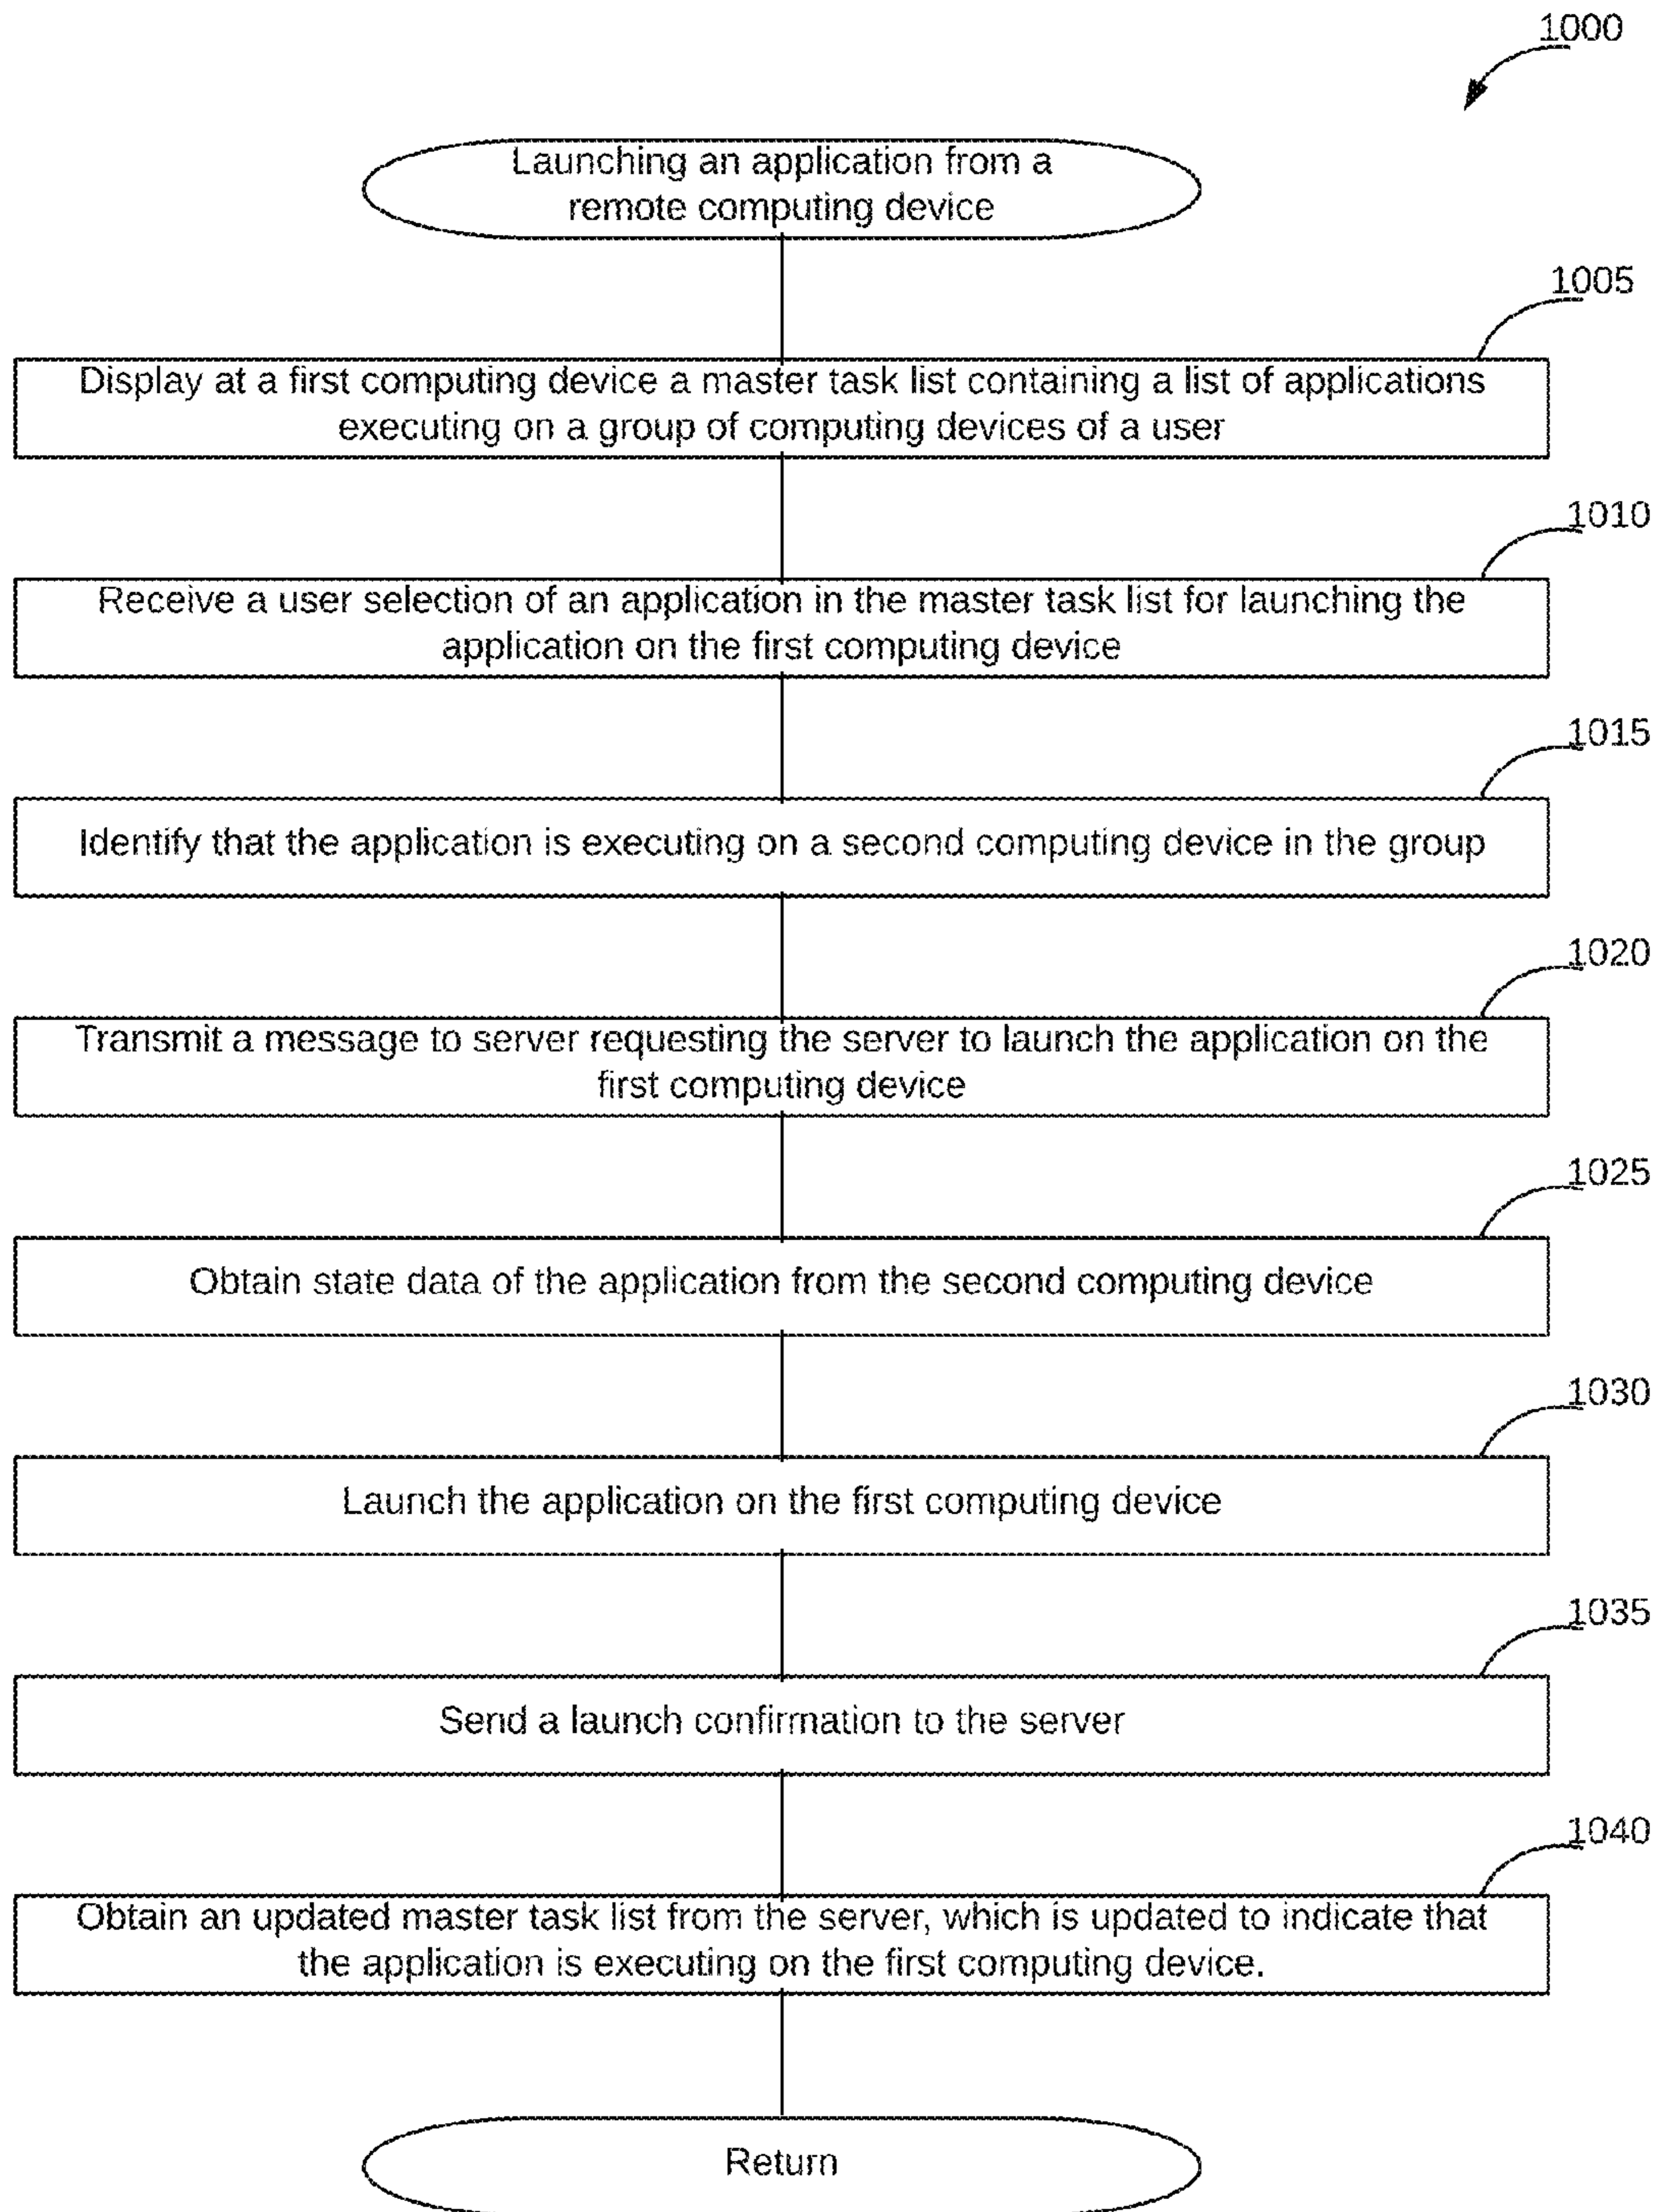 1000
Launching an application from a
remote computing device
1005
Display at a first computing device a master task list containing a list of applications
executing on a group of computing devices of a user
1010
Receive a user selection of an application in the master task list for launching the
application on the first computing device
1015
Identify that the application is executing on a second computing device in the group
1020
Transmit a message to server requesting the server to launch the application on the
first computing device
1025
Obtain state data of the application from the second computing device
1030
Launch the application on the first computing device
1035
Send a launch confirmation to the server
1040
Obtain an updated master task list from the server, which is updated to indicate that
the application is executing on the first computing device.
Return